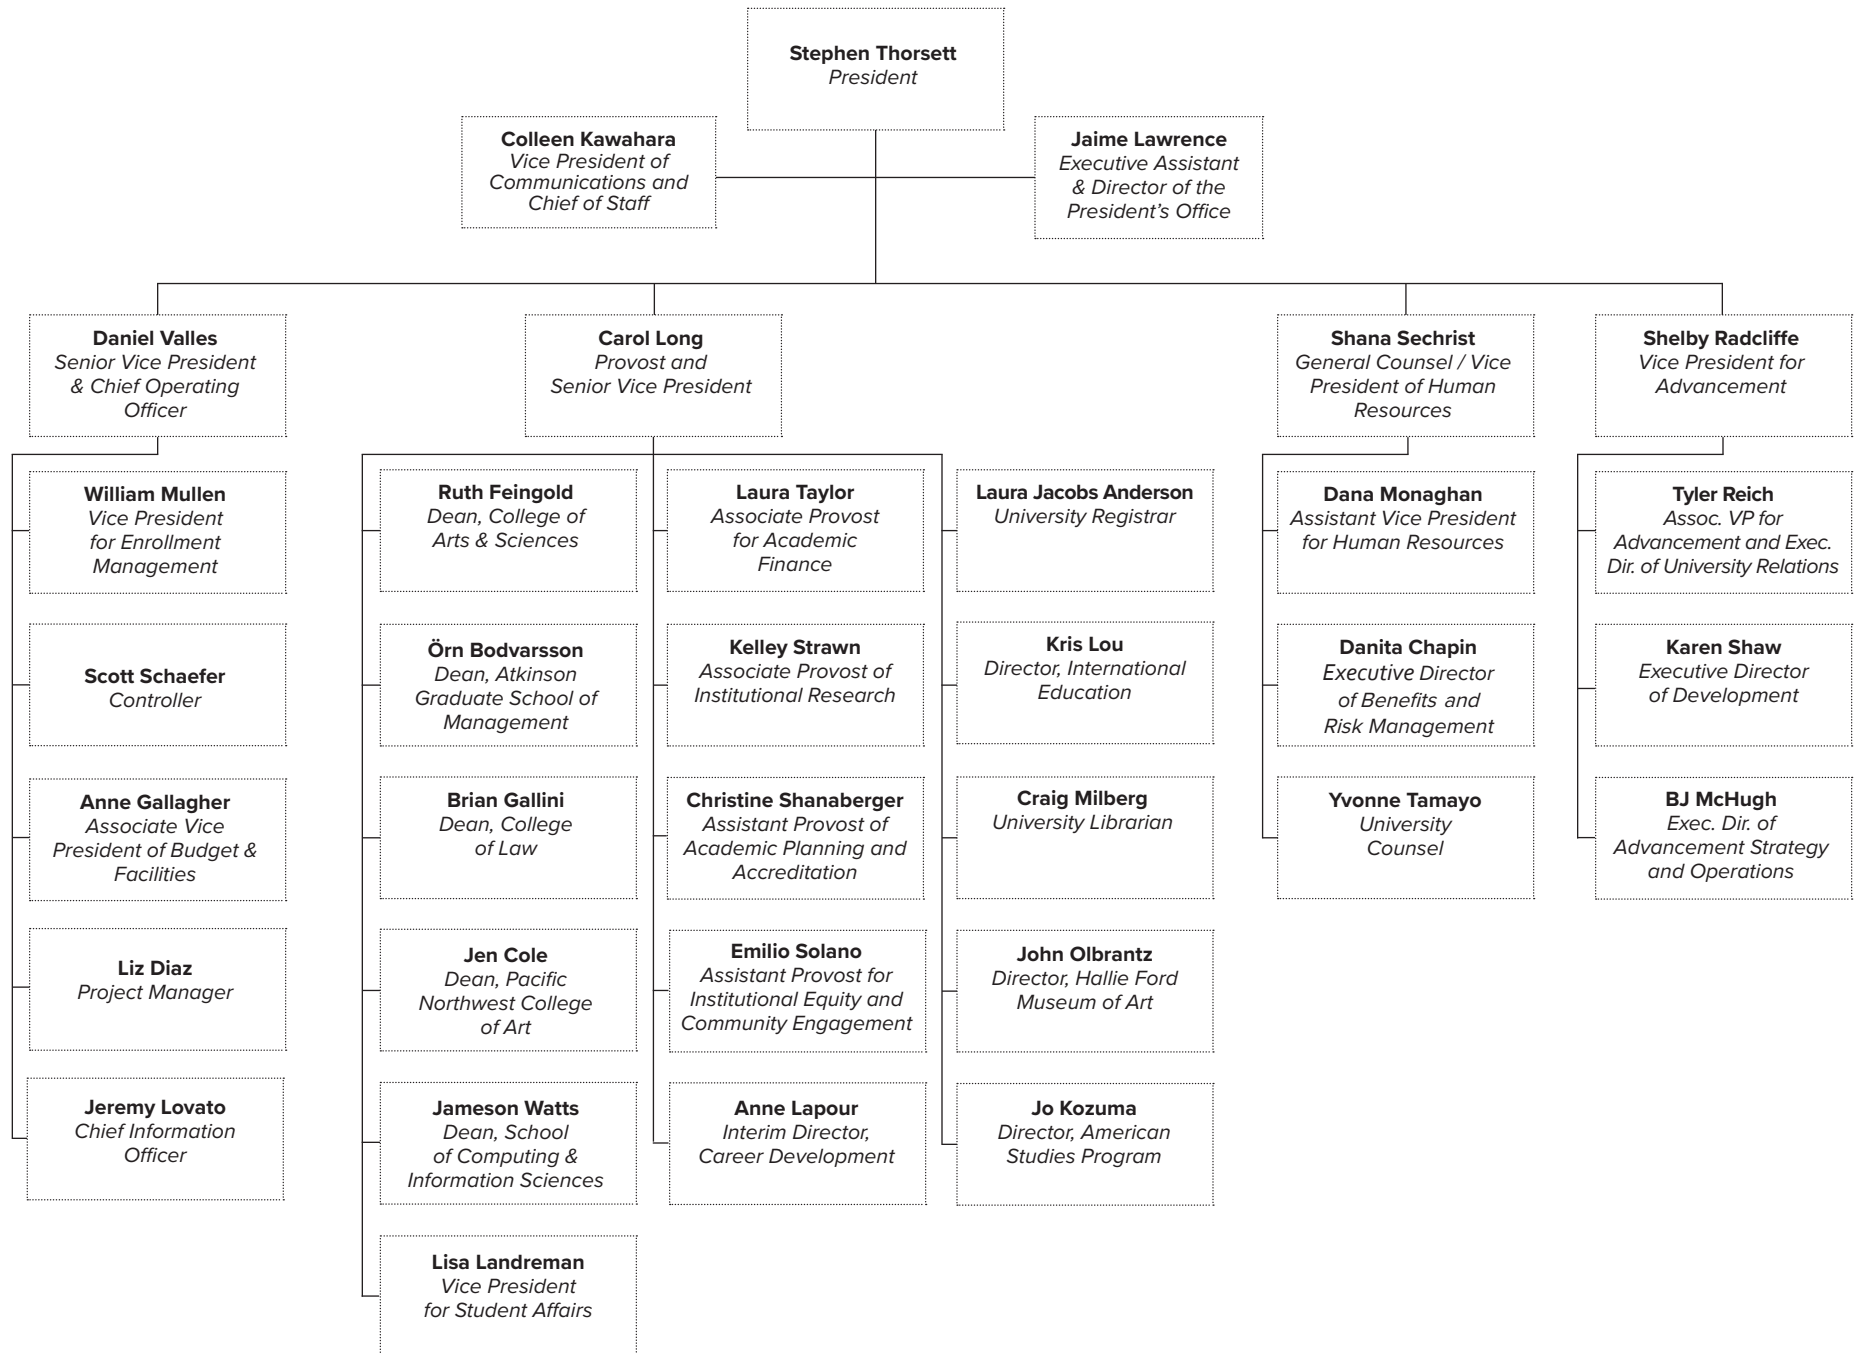 Stephen Thorsett
President
Colleen Kawahara
Vice President of
Communications and
Chief of Staff
Jaime Lawrence
Executive Assistant
& Director of the
President’s Office
Daniel Valles
Senior Vice President
& Chief Operating
Officer
Carol Long
Provost and
Senior Vice President
Shana Sechrist
General Counsel / Vice
President of Human
Resources
Shelby Radcliffe
Vice President for
Advancement
William Mullen
Vice President
for Enrollment
Management
Scott Schaefer
Controller
Anne Gallagher
Associate Vice
President of Budget &
Facilities
Liz Diaz
Project Manager
Jeremy Lovato
Chief Information
Officer
Ruth Feingold
Dean, College of
Arts & Sciences
Örn Bodvarsson
Dean, Atkinson
Graduate School of
Management
Brian Gallini
Dean, College
of Law
Jen Cole
Dean, Pacific
Northwest College
of Art
Jameson Watts
Dean, School
of Computing &
Information Sciences
Lisa Landreman
Vice President
for Student Affairs
Laura Taylor
Associate Provost
for Academic
Finance
Kelley Strawn
Associate Provost of
Institutional Research
Christine Shanaberger
Assistant Provost of
Academic Planning and
Accreditation
Emilio Solano
Assistant Provost for
Institutional Equity and
Community Engagement
Anne Lapour
Interim Director,
Career Development
Laura Jacobs Anderson
University Registrar
Kris Lou
Director, International
Education
Craig Milberg
University Librarian
John Olbrantz
Director, Hallie Ford
Museum of Art
Jo Kozuma
Director, American
Studies Program
Dana Monaghan
Assistant Vice President
for Human Resources
Danita Chapin
Executive Director
of Benefits and
Risk Management
Yvonne Tamayo
University
Counsel
Tyler Reich
Assoc. VP for
Advancement and Exec.
Dir. of University Relations
Karen Shaw
Executive Director
of Development
BJ McHugh
Exec. Dir. of
Advancement Strategy
and Operations